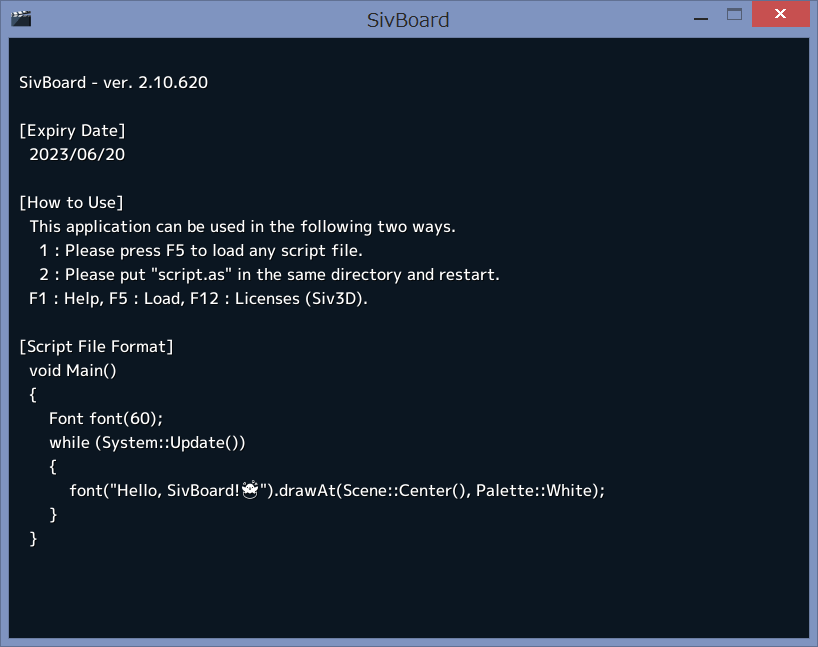 SivBoard
SivBoard - ver. 2.10.620
[Expiry Date]
2023/06/20
[How to Use]
This application can be used in the following two ways.
1 : Please press F5 to load any script file.
2 : Please put "script.as" in the same directory and restart.
F1 : Help, F5 : Load, F12 : Licenses (Siv3D).
[Script File Format]
void Main()
{
Font font(60);
while (System::Update())
{
font("Hello, SivBoard!☃").drawAt(Scene::Center(), Palette::White);
}
}